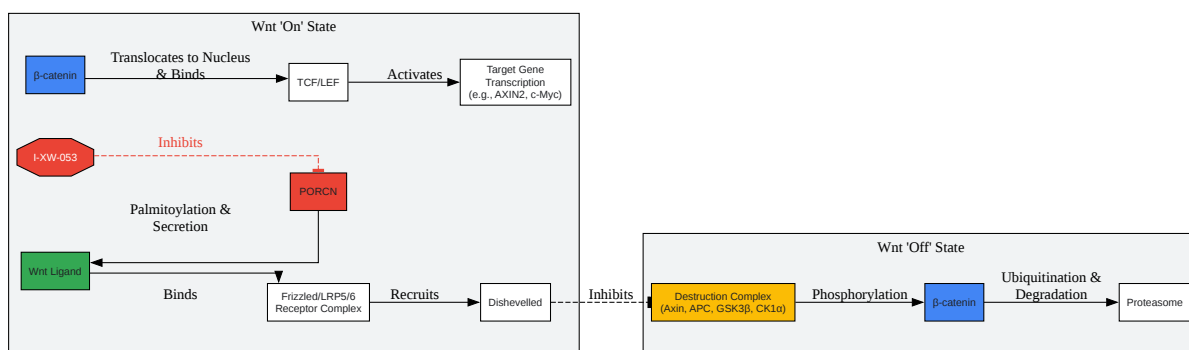 Wnt 'On' State
Translocates to Nucleus
& Binds
β-catenin
TCF/LEF
Activates
Target Gene
Transcription
(e.g., AXIN2, c-Myc)
Inhibits
I-XW-053
PORCN
Palmitoylation &
Secretion
Wnt Ligand
Binds
Frizzled/LRP5/6
Receptor Complex
Recruits
Dishevelled
Inhibits
Wnt 'Off' State
Destruction Complex
(Axin, APC, GSK3β, CK1α)
Phosphorylation
β-catenin
Ubiquitination &
Degradation
Proteasome